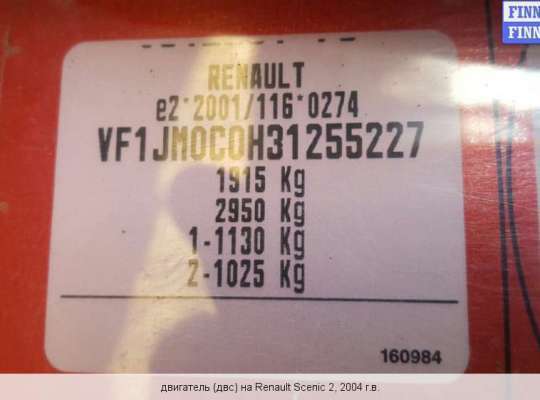 FINN
FINN
RENAULT
e2*2001/116*0274
VF1JM0C0H31255227
1915 Kg
2950 Kg
1-1130 Kg
2-1025 Kg
160984
двигатель (двс) на Renault Scenic 2, 2004 г.в.